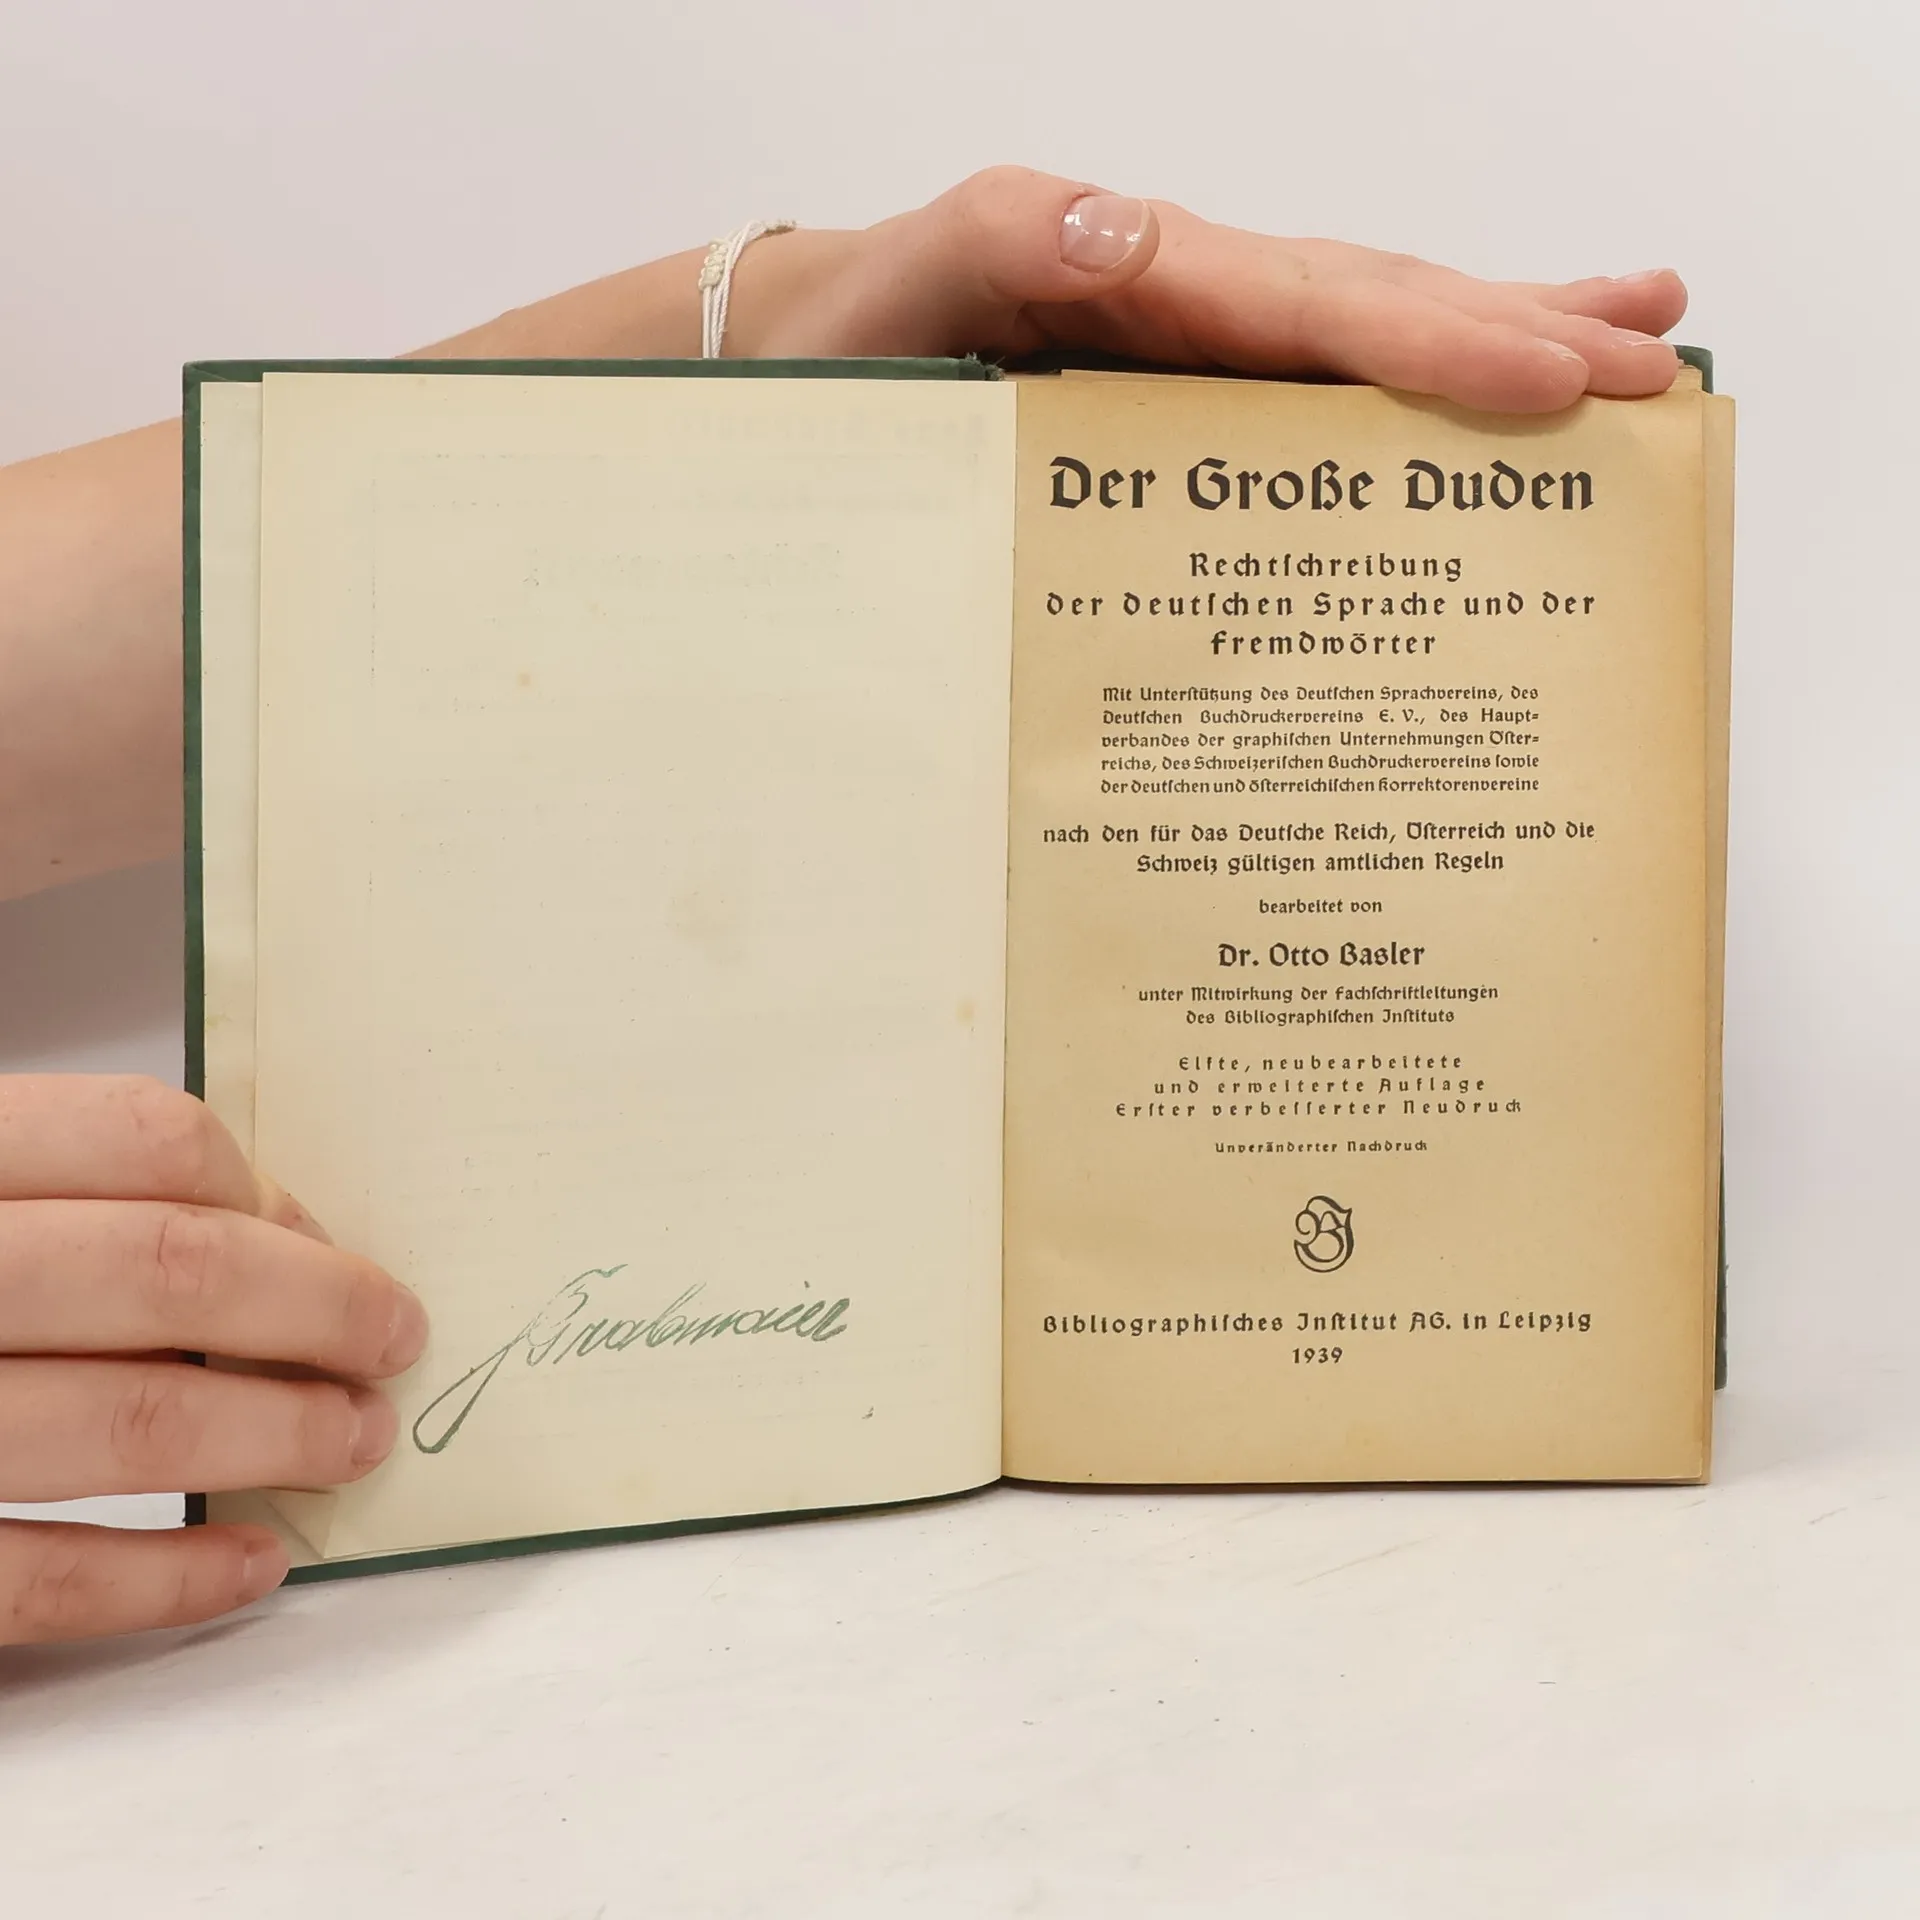 Grabmaier
Der Große Duden
Rechtſchreibung
der deutſchen Sprache und der
Fremdwörter
Mit Unterſtützung des Deutſchen Sprachvereins, des
Deutſchen Buchdruckervereins E. V., des Haupt⸗
verbandes der graphiſchen Unternehmungen Öſter⸗
reichs, des Schweizeriſchen Buchdruckervereins ſowie
der deutſchen und öſterreichiſchen Korrektorenvereine
nach den für das Deutſche Reich, Öſterreich und die
Schweiz gültigen amtlichen Regeln
bearbeitet von
Dr. Otto Basler
unter Mitwirkung der Fachſchriftleitungen
des Bibliographiſchen Inſtituts
Elfte, neubearbeitete
und erweiterte Auflage
Erſter verbeſſerter Neudruck
Unveränderter Nachdruck
BI
Bibliographiſches Inſtitut AG. in Leipzig
1939